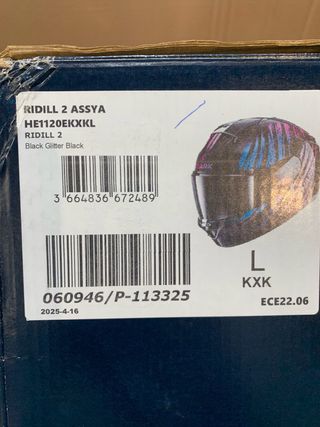 RIDILL 2 ASSYA
HE1120EKXKL
RIDILL 2
Black Glitter Black
3 664836 672489
ARK
L
KXK
060946/P-113325
2025-4-16
ECE22.06